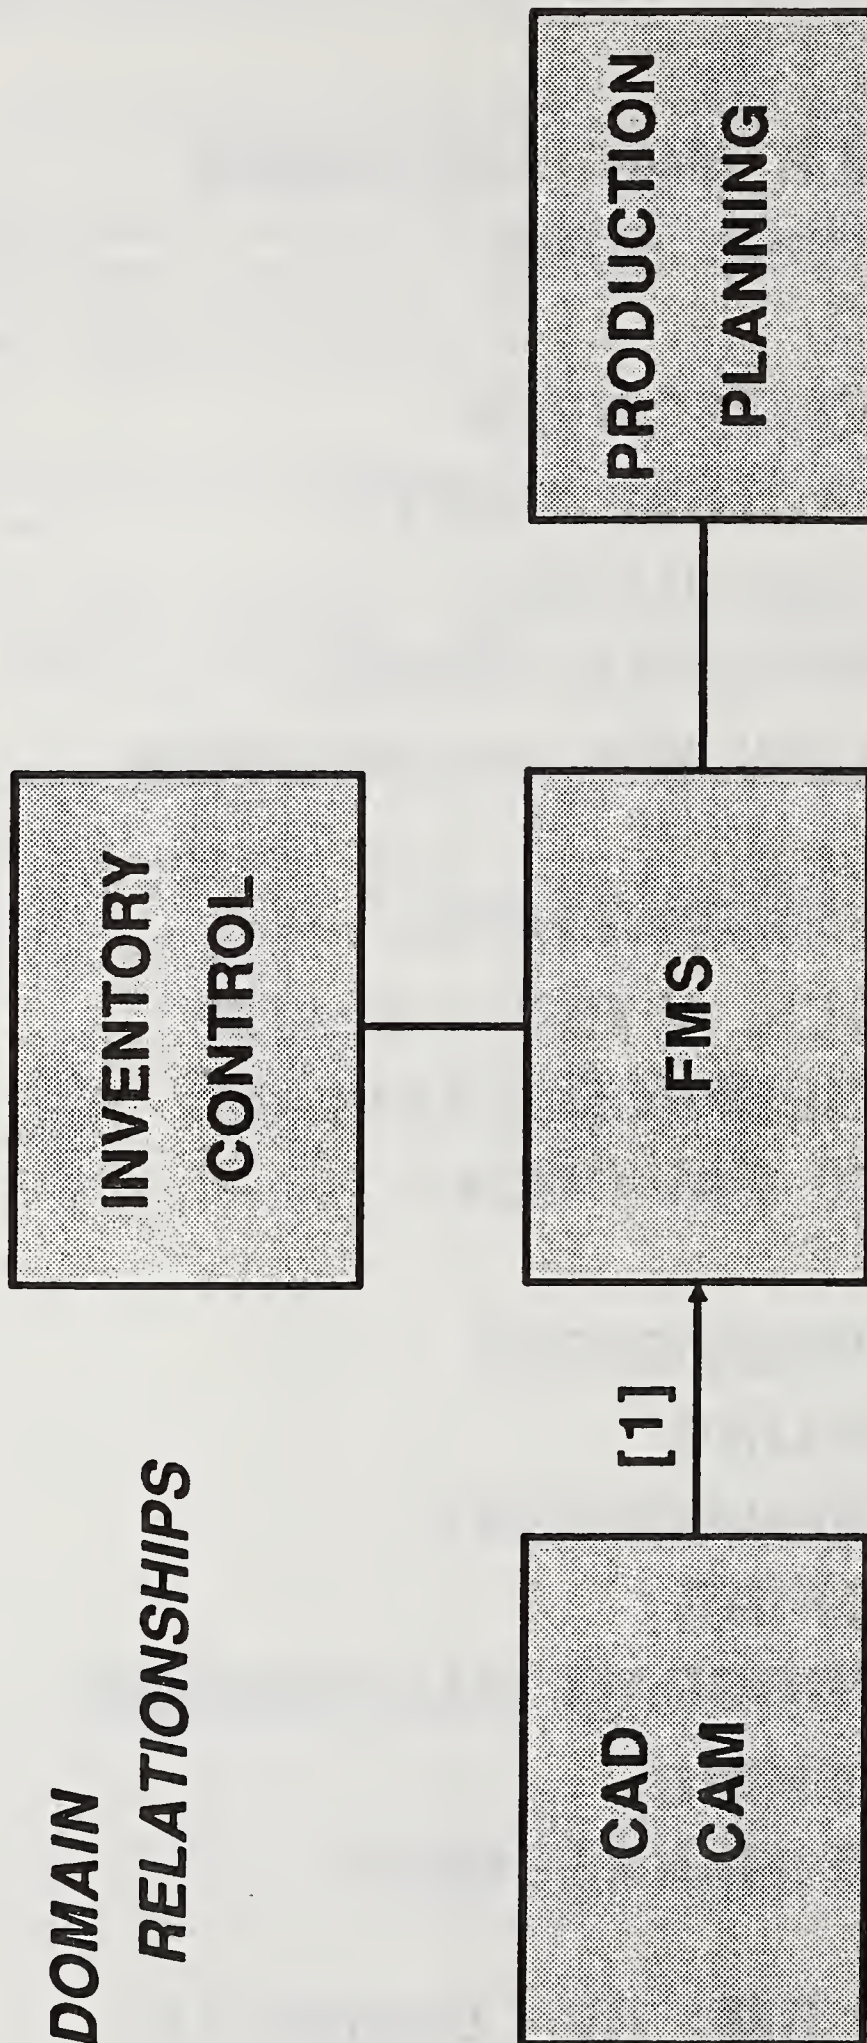 DOMAIN
RELATIONSHIPS
INVENTORY
CONTROL
CAD
CAM
[1]
FMS
PRODUCTION
PLANNING